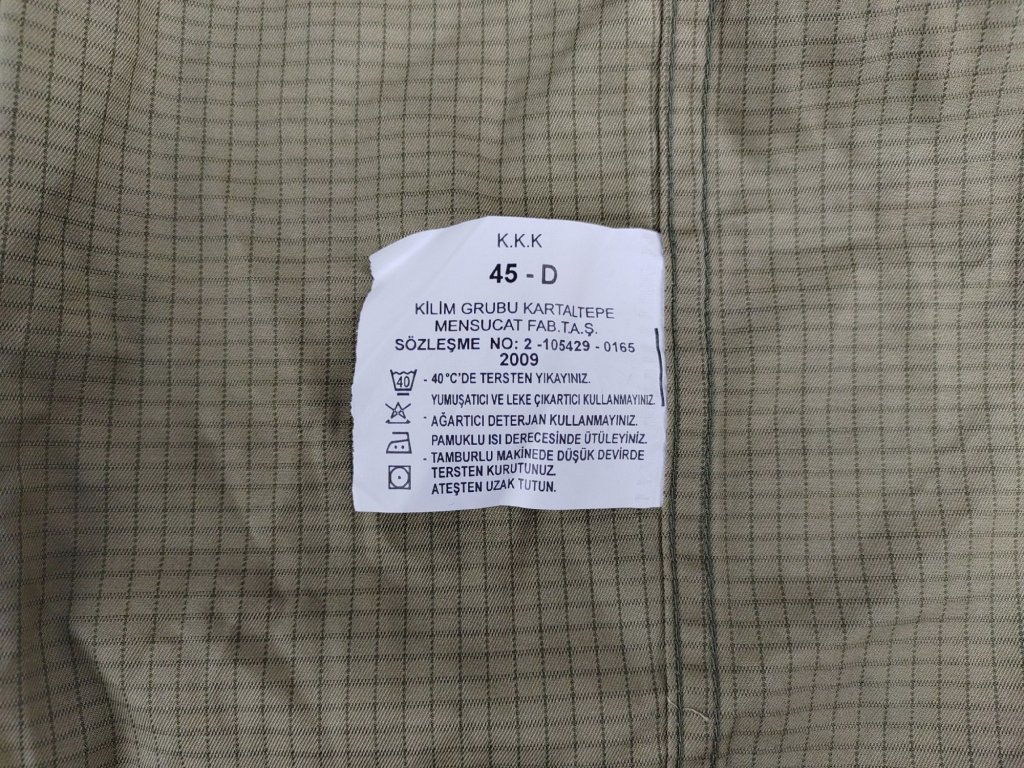 K.K.K
45 - D
KİLİM GRUBU KARTALTEPE
MENSUCAT FAB.T.A.Ş.
SÖZLEŞME NO: 2 -105429 - 0165
2009
40 - 40°C'DE TERSTEN YIKAYINIZ.
YUMUŞATICI VE LEKE ÇIKARTICI KULLANMAYINIZ.
- AĞARTICI DETERJAN KULLANMAYINIZ.
PAMUKLU ISI DERECESİNDE ÜTÜLEYİNİZ.
- TAMBURLU MAKİNEDE DÜŞÜK DEVİRDE
TERSTEN KURUTUNUZ.
ATEŞTEN UZAK TUTUN.